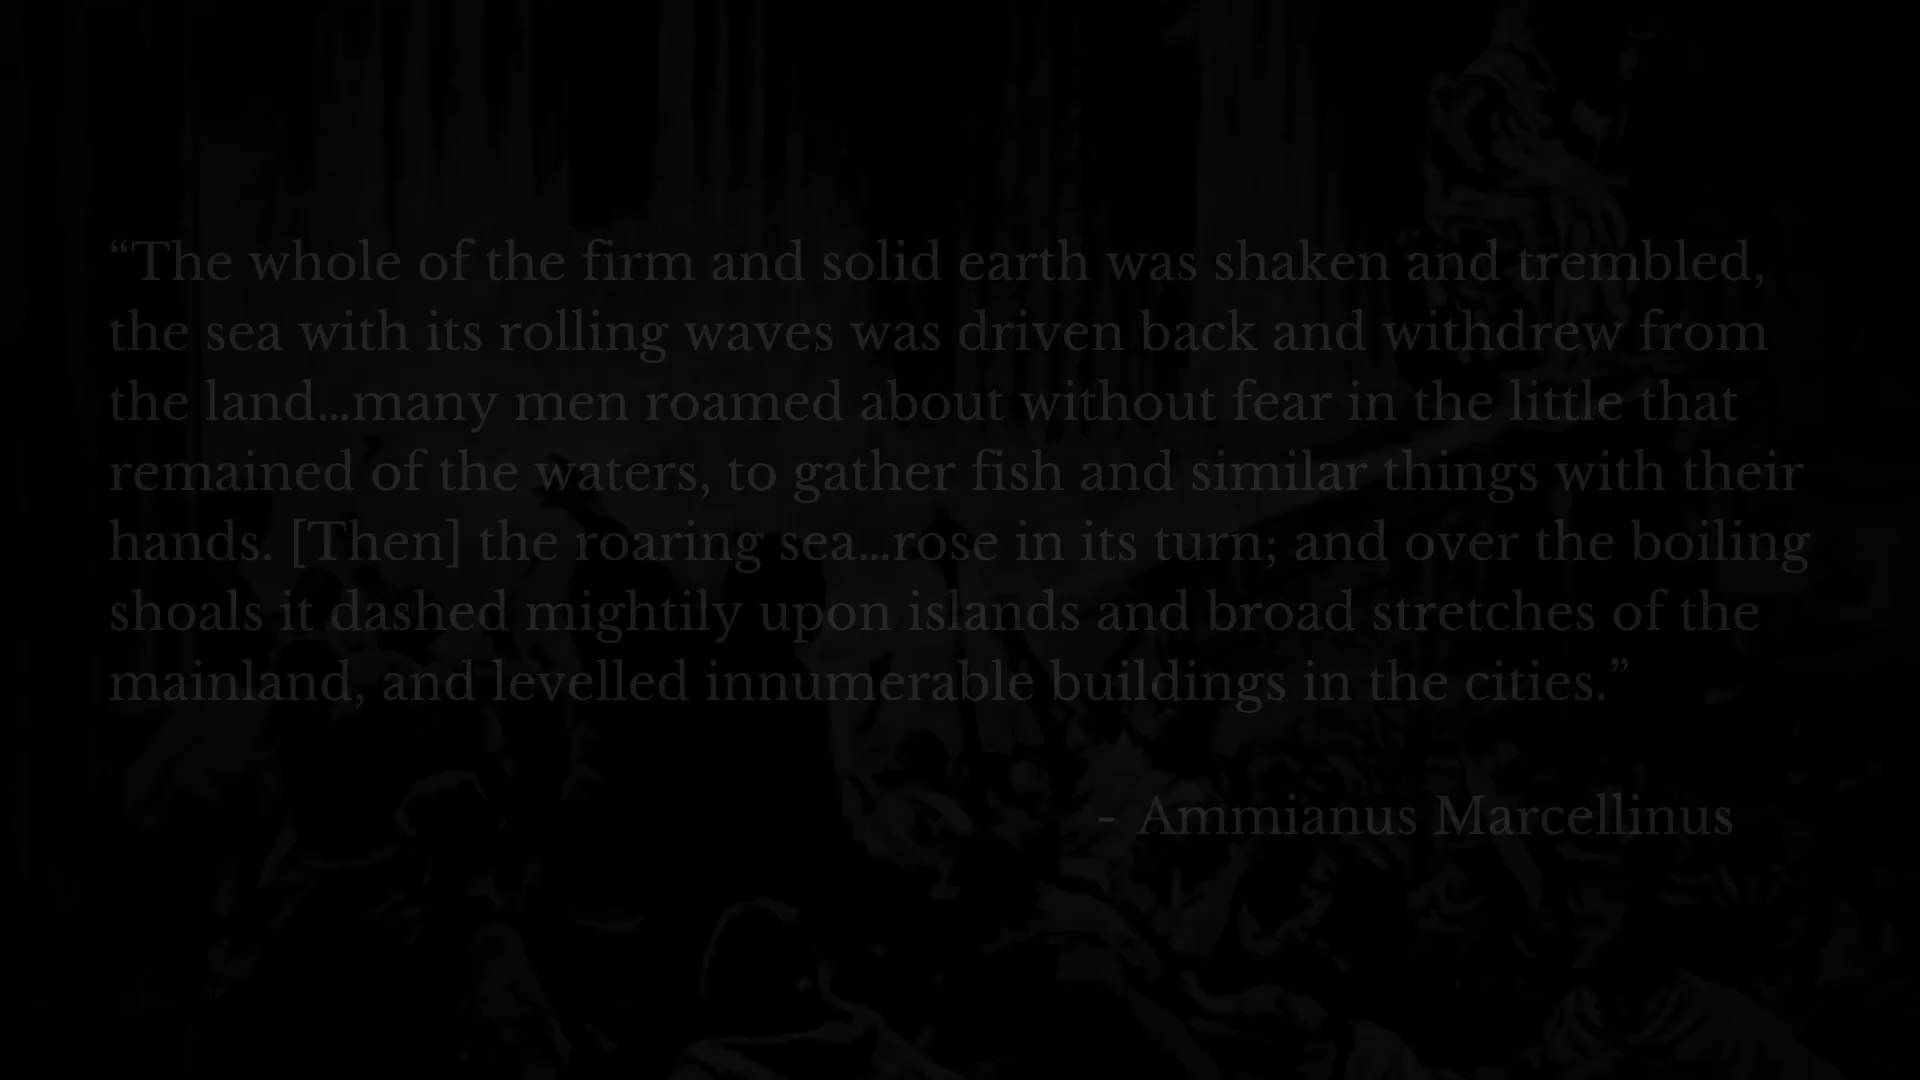 “The whole of the firm and solid earth was shaken and trembled,
the sea with its rolling waves was driven back and withdrew from
the land...many men roamed about without fear in the little that
remained of the waters, to gather fish and similar things with their
hands. [Then] the roaring sea...rose in its turn; and over the boiling
shoals it dashed mightily upon islands and broad stretches of the
mainland, and levelled innumerable buildings in the cities.”
- Ammianus Marcellinus